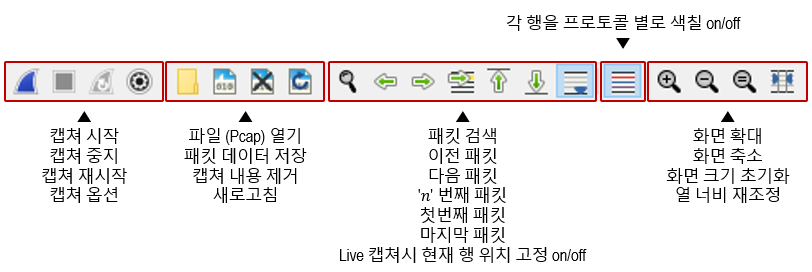 각 행을 프로토콜 별로 색칠 on/off
010
캡쳐 시작
캡쳐 중지
캡쳐 재시작
캡쳐 옵션
파일 (Pcap) 열기
패킷 데이터 저장
캡쳐 내용 제거
새로고침
패킷 검색
이전 패킷
다음 패킷
'n' 번째 패킷
첫번째 패킷
마지막 패킷
Live 캡쳐시 현재 행 위치 고정 on/off
화면 확대
화면 축소
화면 크기 초기화
열 너비 재조정